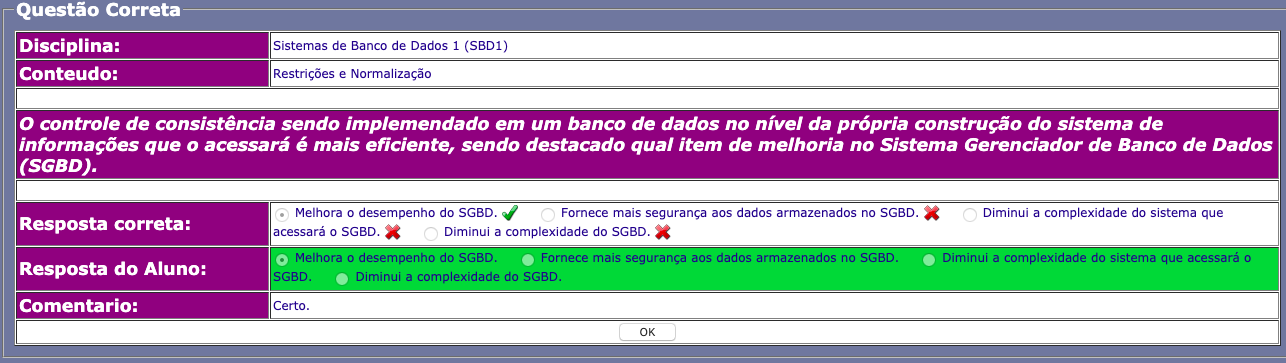 Questão Correta
Disciplina: Sistemas de Banco de Dados 1 (SBD1)
Conteudo: Restrições e Normalização
O controle de consistência sendo implemendado em um banco de dados no nível da própria construção do sistema de
informações que o acessará é mais eficiente, sendo destacado qual item de melhoria no Sistema Gerenciador de Banco de Dados
(SGBD).
Resposta correta: Melhora o desempenho do SGBD. Fornece mais segurança aos dados armazenados no SGBD. Diminui a complexidade do sistema que
acessará o SGBD. Diminui a complexidade do SGBD.
Resposta do Aluno: Melhora o desempenho do SGBD. Fornece mais segurança aos dados armazenados no SGBD. Diminui a complexidade do sistema que acessará o
SGBD. Diminui a complexidade do SGBD.
Comentario: Certo.
OK